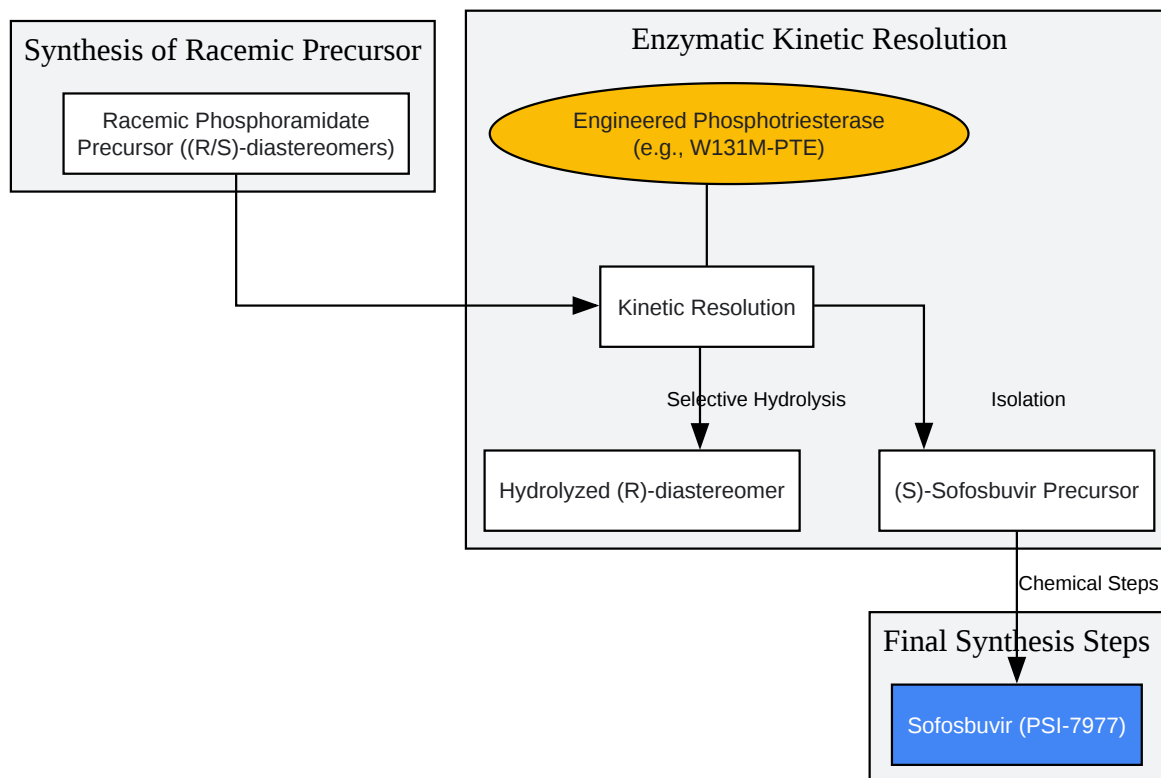 Synthesis of Racemic Precursor
Racemic Phosphoramidate
Precursor ((R/S)-diastereomers)
Enzymatic Kinetic Resolution
Engineered Phosphotriesterase
(e.g., W131M-PTE)
Kinetic Resolution
Selective Hydrolysis
Isolation
Hydrolyzed (R)-diastereomer
(S)-Sofosbuvir Precursor
Chemical Steps
Final Synthesis Steps
Sofosbuvir (PSI-7977)